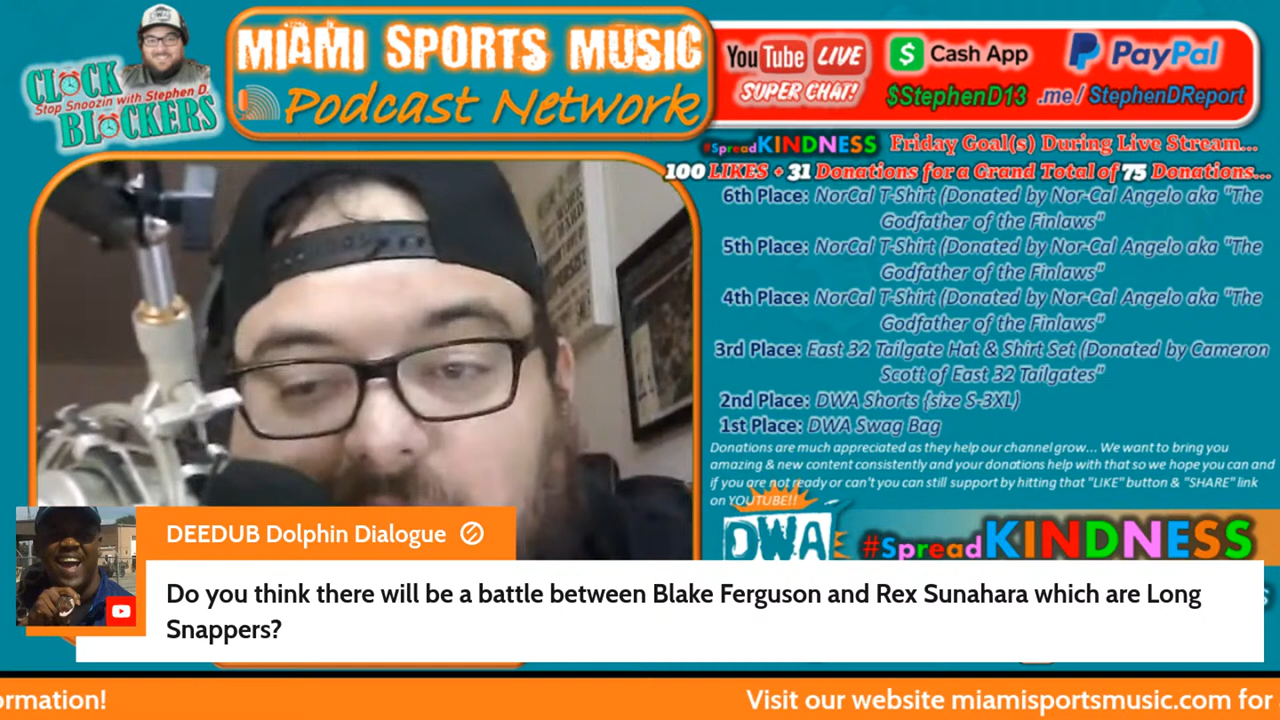 CLOCK
Stop Snoozin with Stephen D.
BLOCKERS
DWA
MIAMI SPORTS MUSIC
Podcast Network
YouTube LIVE
SUPER CHAT!
$ Cash App
$StephenD13
PayPal
.me/StephenDReport
#SpreadKINDNESS Friday Goal(s) During Live Stream...
100 LIKES + 31 Donations for a Grand Total of 75 Donations...
6th Place: NorCal T-Shirt (Donated by Nor-Cal Angelo aka "The
Godfather of the Finlaws"
5th Place: NorCal T-Shirt (Donated by Nor-Cal Angelo aka "The
Godfather of the Finlaws"
4th Place: NorCal T-Shirt (Donated by Nor-Cal Angelo aka "The
Godfather of the Finlaws"
3rd Place: East 32 Tailgate Hat & Shirt Set (Donated by Cameron
Scott of East 32 Tailgates"
2nd Place: DWA Shorts {size S-3XL)
1st Place: DWA Swag Bag
Donations are much appreciated as they help our channel grow... We want to bring you
amazing & new content consistently and your donations help with that so we hope you can and
if you are not ready or can't you can still support by hitting that "LIKE" button & "SHARE" link
on YOUTUBE!!
DWA
#SpreadKINDNESS
DEEDUB Dolphin Dialogue
Do you think there will be a battle between Blake Ferguson and Rex Sunahara which are Long
Snappers?
ormation!
Visit our website miamisportsmusic.com for